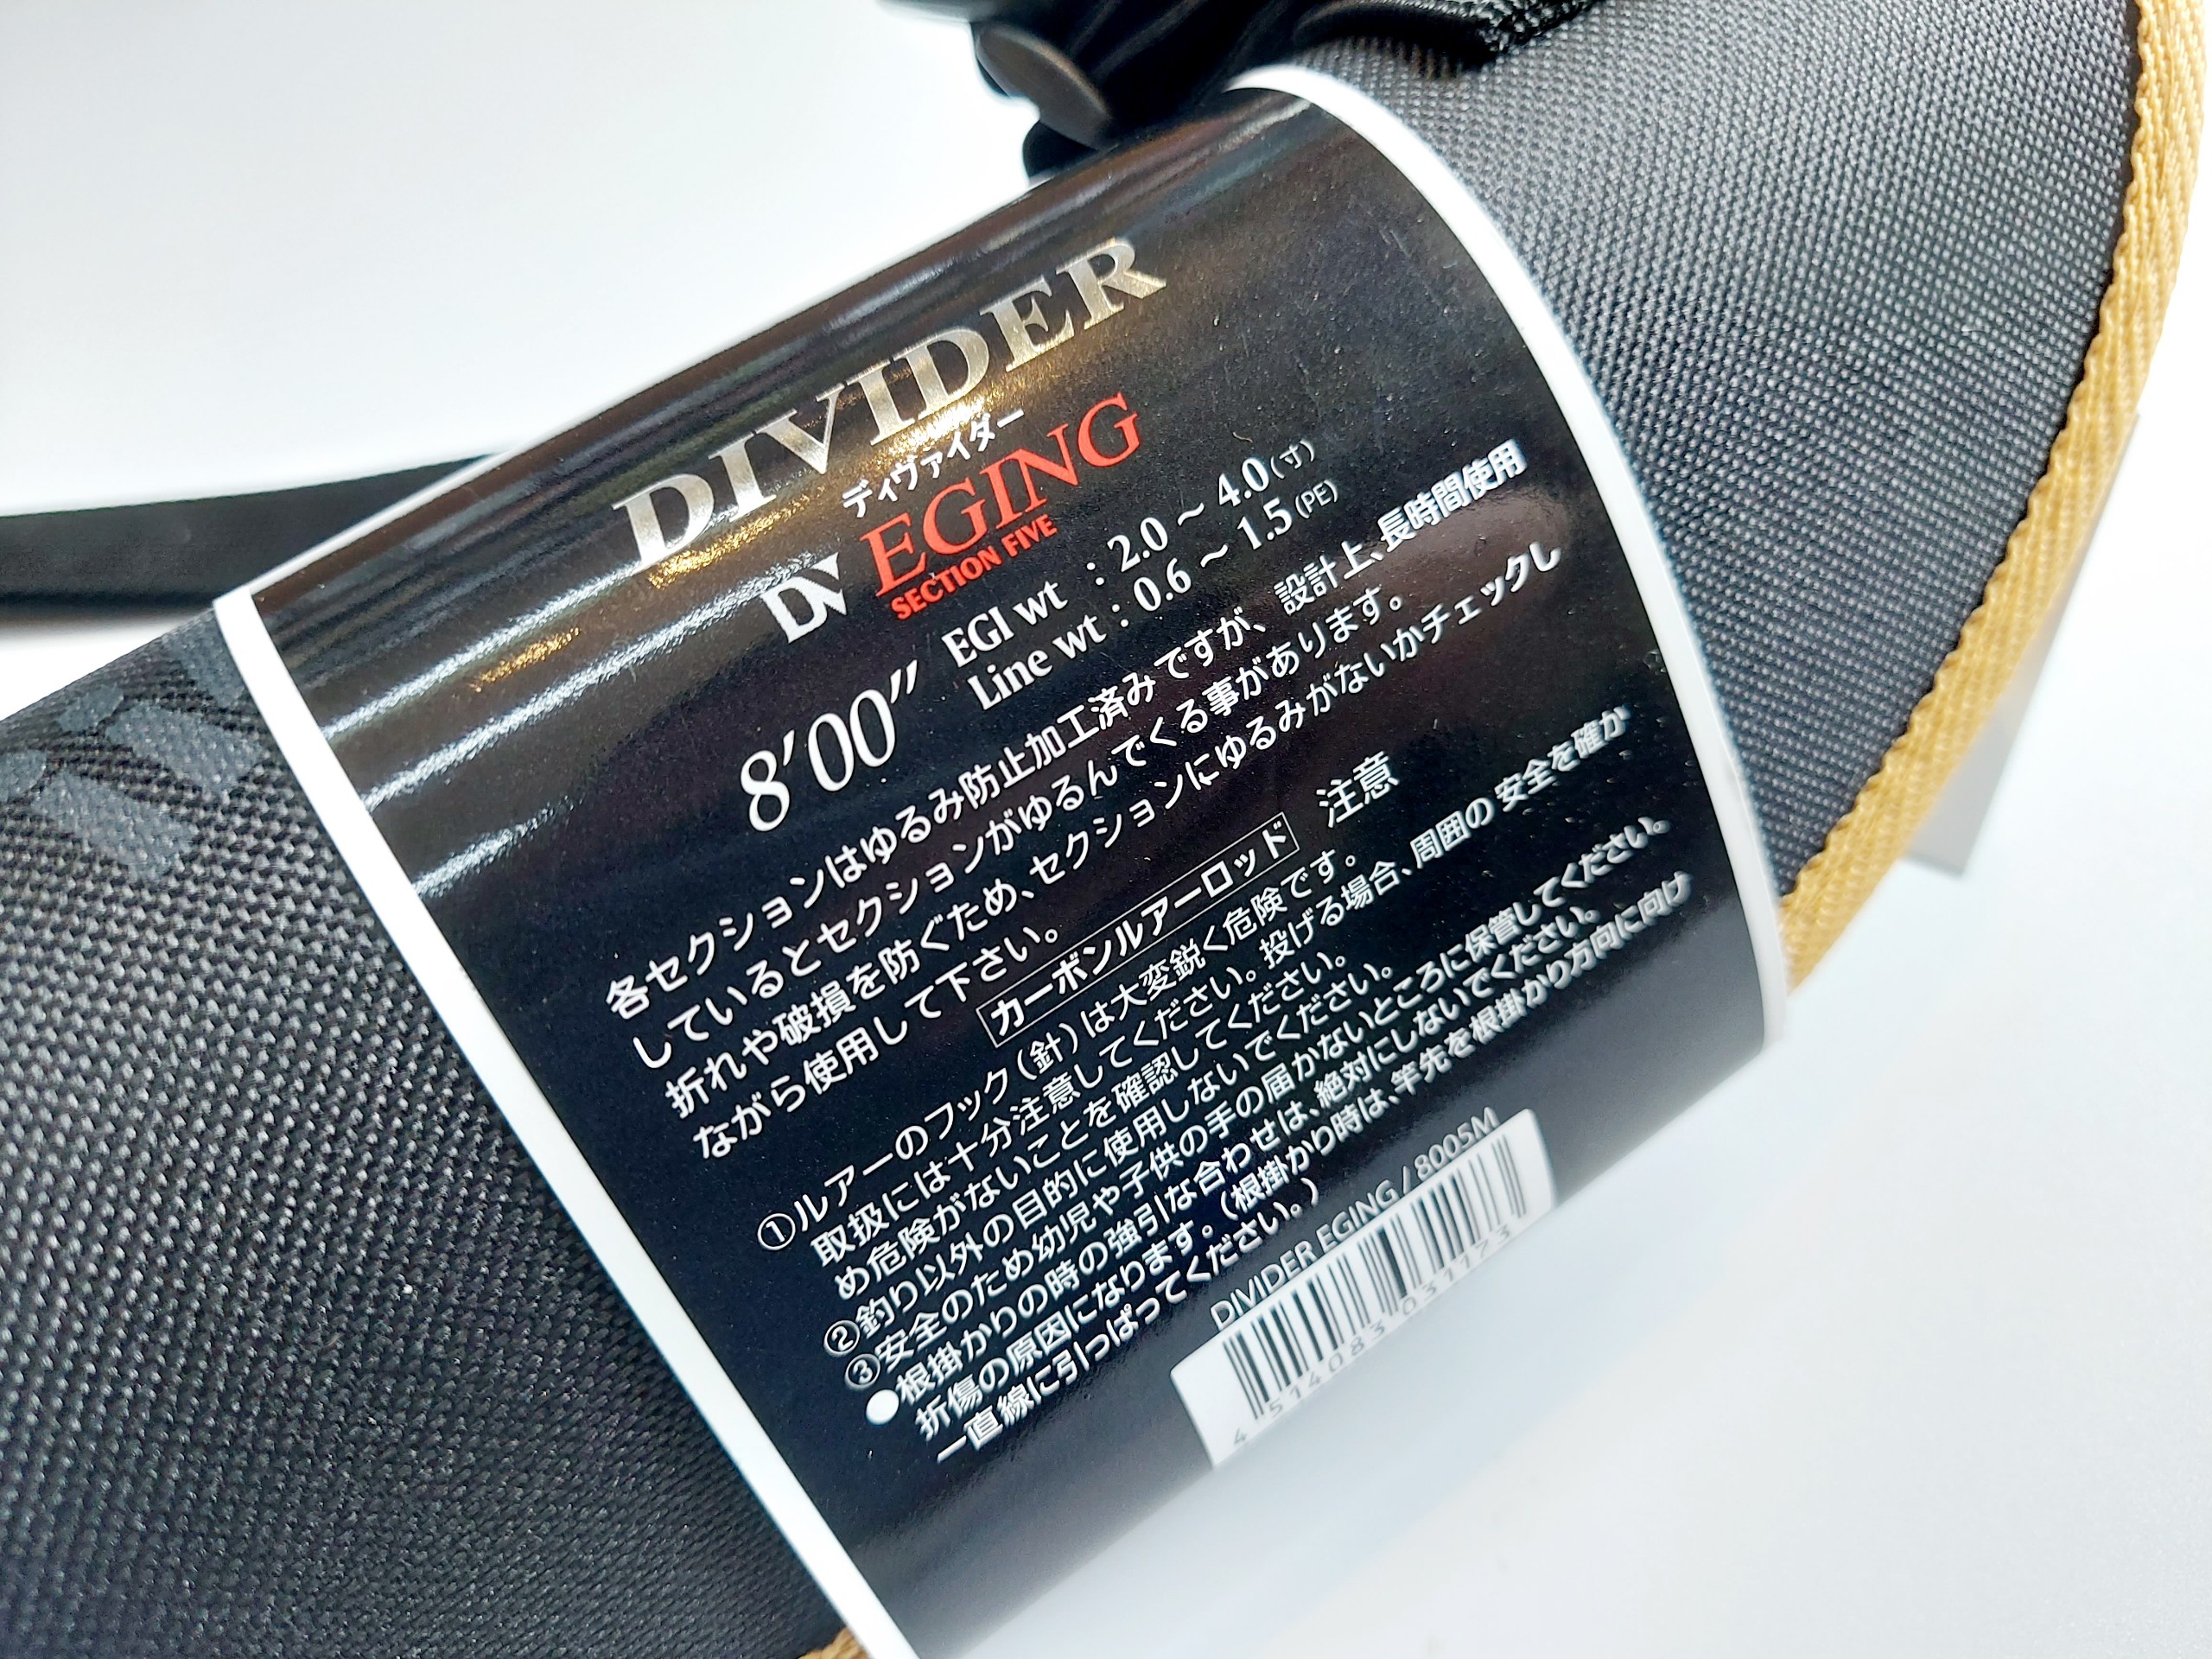 DIVIDER
ディヴァイダー
DV EGING
SECTION FIVE
8'00" EGI wt : 2.0 ~ 4.0(寸)
Line wt : 0.6 ~ 1.5(PE)
各セクションはゆるみ防止加工済みですが、設計上、長時間使用
しているとセクションがゆるんでくる事があります。
折れや破損を防ぐため、セクションにゆるみがないかチェックし
ながら使用して下さい。
カーボンルアーロッド 注意
①ルアーのフック(針)は大変鋭く危険です。
取扱には十分注意してください。投げる場合、周囲の安全を確か
め危険がないことを確認してください。
②釣り以外の目的に使用しないでください。
③安全のため幼児や子供の手の届かないところに保管してください。
●根掛かりの時の強引な合わせは、絶対にしないでください。
折傷の原因になります。(根掛かり時は、竿先を根掛かり方向に向け
一直線に引っぱってください。)
DIVIDER EGING / 8005M
4 514083 031173